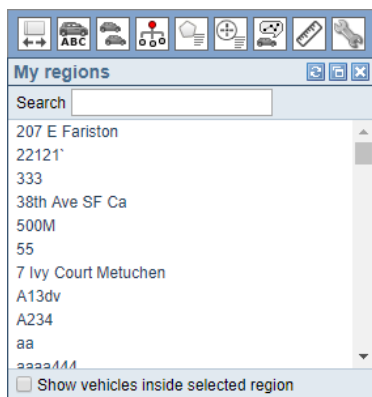 ABC
My regions
Search
207 E Fariston
22121`
333
38th Ave SF Ca
500M
55
7 Ivy Court Metuchen
A13dv
A234
aa
aaaa444
Show vehicles inside selected region